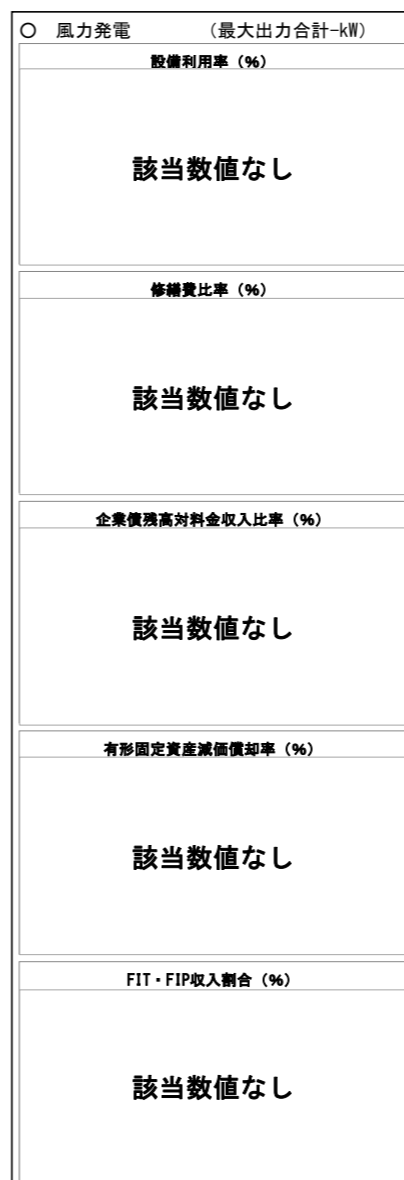 ○ 風力発電 (最大出力合計-kW)
設備利用率（%）
該当数値なし
修繕費比率（%）
該当数値なし
企業債残高対料金収入比率（%）
該当数値なし
有形固定資産減価償却率（%）
該当数値なし
FIT・FIP収入割合（%）
該当数値なし